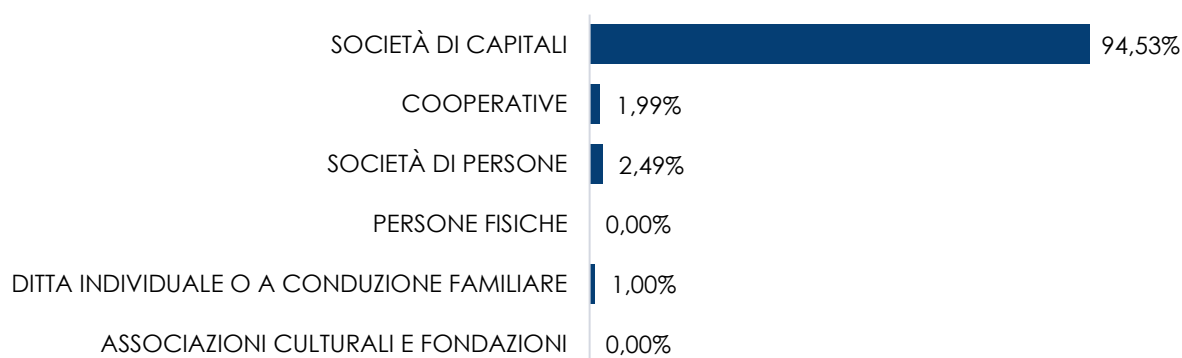 SOCIETÀ DI CAPITALI 94,53%
COOPERATIVE 1,99%
SOCIETÀ DI PERSONE 2,49%
PERSONE FISICHE 0,00%
DITTA INDIVIDUALE O A CONDUZIONE FAMILIARE 1,00%
ASSOCIAZIONI CULTURALI E FONDAZIONI 0,00%